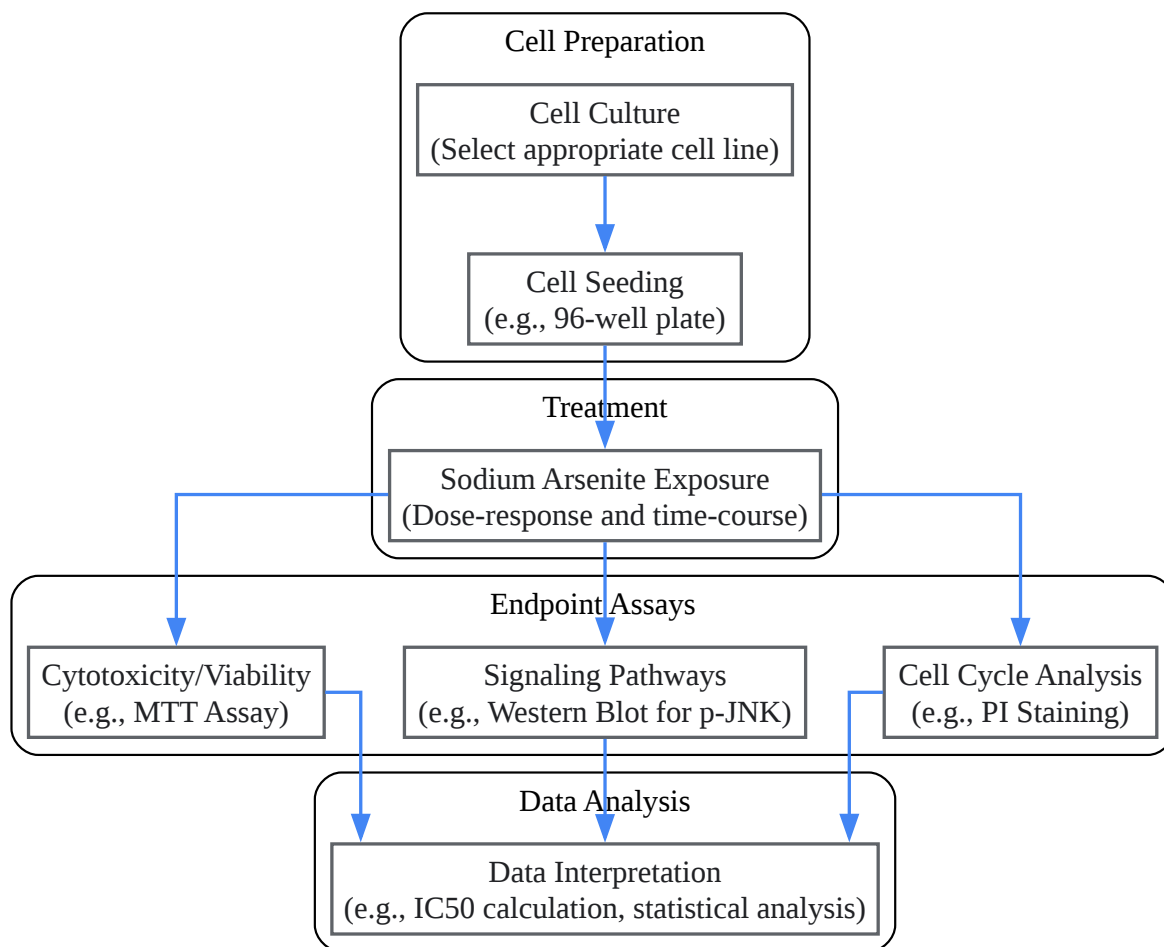 Cell Preparation
Cell Culture
(Select appropriate cell line)
Cell Seeding
(e.g., 96-well plate)
Treatment
Sodium Arsenite Exposure
(Dose-response and time-course)
Endpoint Assays
Cytotoxicity/Viability
(e.g., MTT Assay)
Signaling Pathways
(e.g., Western Blot for p-JNK)
Cell Cycle Analysis
(e.g., PI Staining)
Data Analysis
Data Interpretation
(e.g., IC50 calculation, statistical analysis)